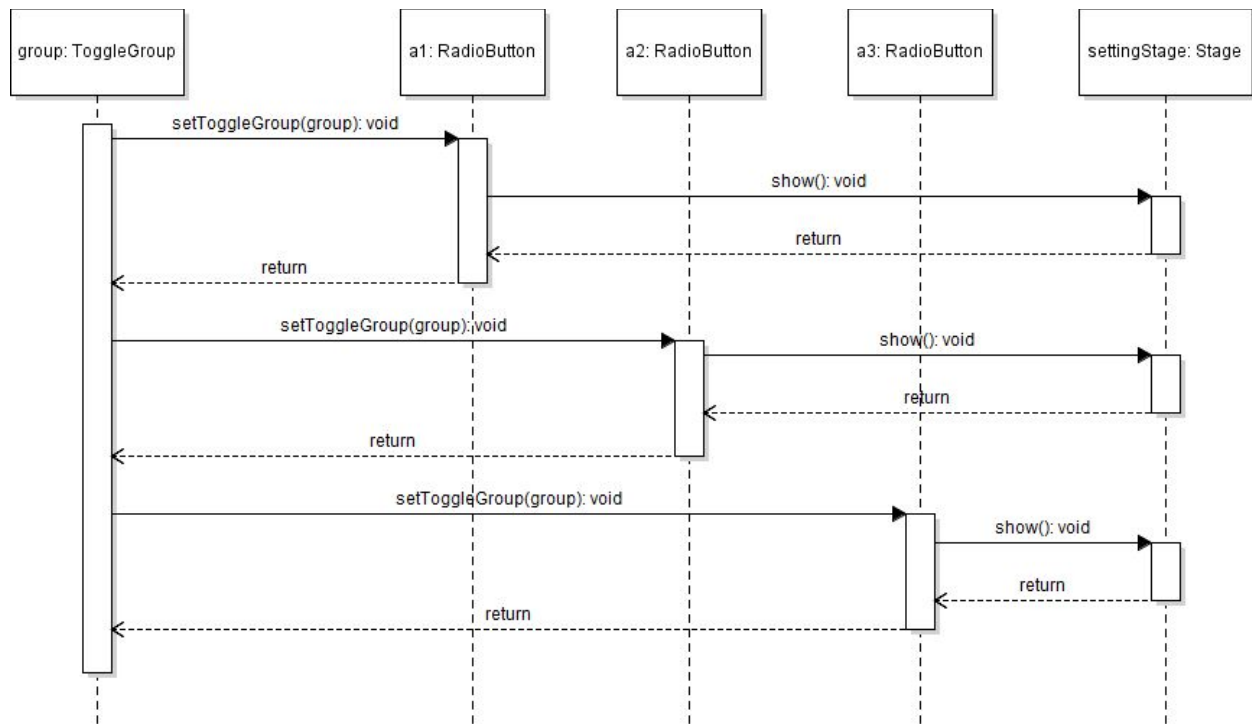 group: ToggleGroup
a1: RadioButton
a2: RadioButton
a3: RadioButton
settingStage: Stage
setToggleGroup(group): void
show(): void
return
return
setToggleGroup(group): void
show(): void
return
return
setToggleGroup(group): void
show(): void
return
return